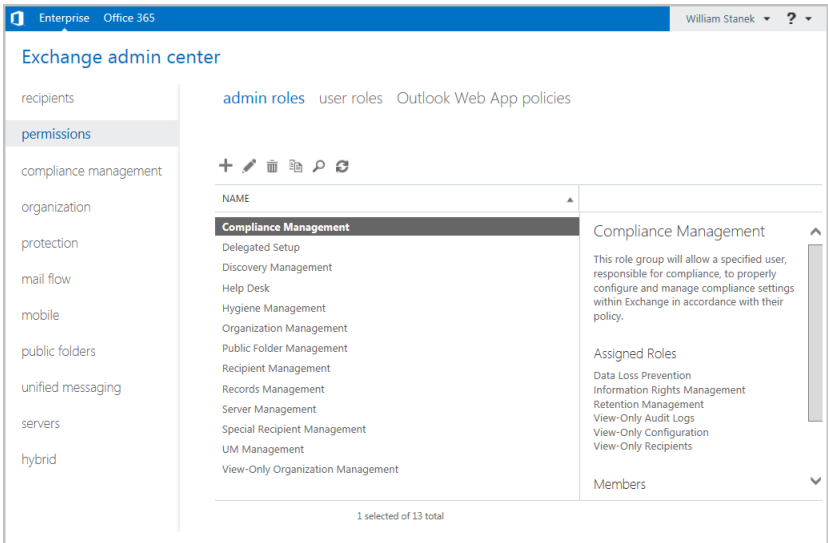 Enterprise Office 365 William Stanek ?
Exchange admin center
recipients
permissions
compliance management
organization
protection
mail flow
mobile
public folders
unified messaging
servers
hybrid
admin roles user roles Outlook Web App policies
NAME
Compliance Management
Delegated Setup
Discovery Management
Help Desk
Hygiene Management
Organization Management
Public Folder Management
Recipient Management
Records Management
Server Management
Special Recipient Management
UM Management
View-Only Organization Management
1 selected of 13 total
Compliance Management
This role group will allow a specified user,
responsible for compliance, to properly
configure and manage compliance settings
within Exchange in accordance with their
policy.
Assigned Roles
Data Loss Prevention
Information Rights Management
Retention Management
View-Only Audit Logs
View-Only Configuration
View-Only Recipients
Members